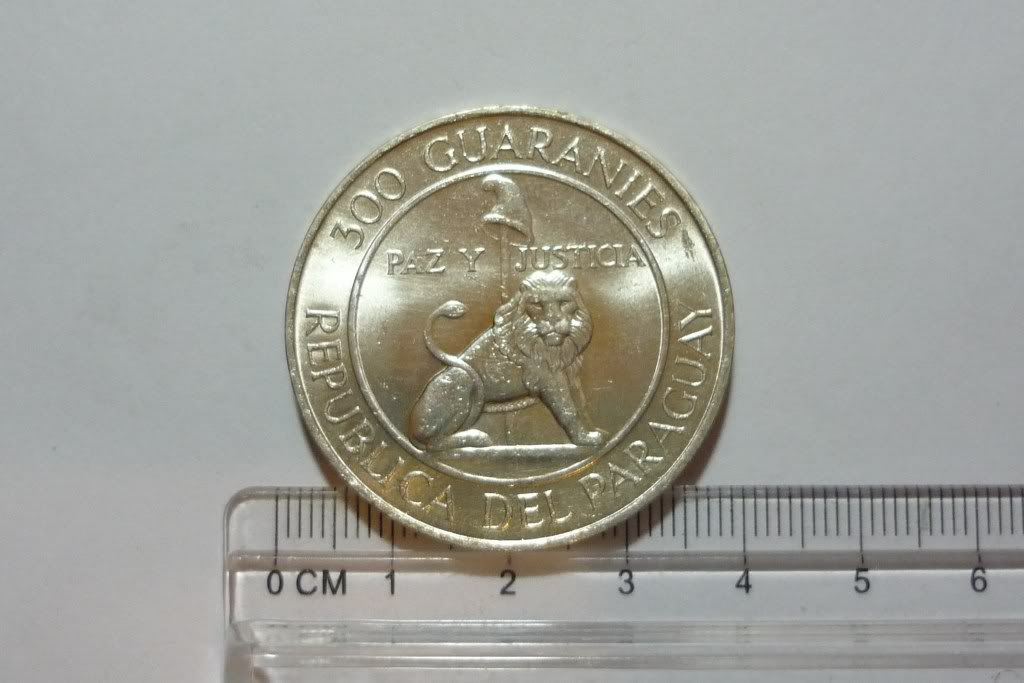 300 GUARANIES
PAZ Y JUSTICIA
REPUBLICA DEL PARAGUAY
0 CM 1 2 3 4 5 6